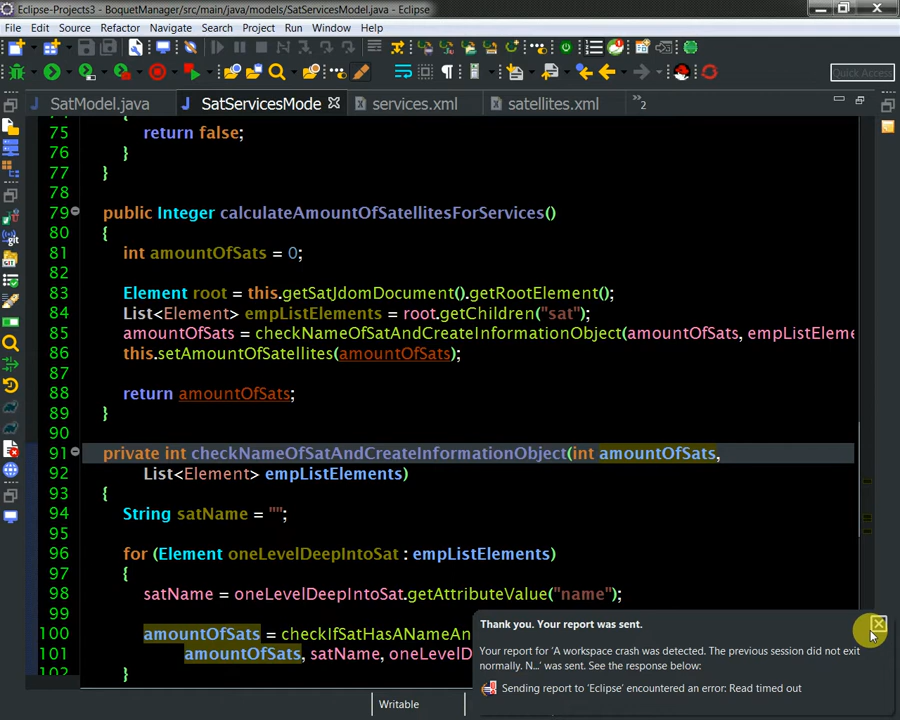 Eclipse-Projects3 - BoquetManager/src/main/java/models/SatServicesModel.java - Eclipse
File Edit Source Refactor Navigate Search Project Run Window Help
Quick Access
SatModel.java SatServicesMode services.xml satellites.xml »2
75 return false;
76 }
77 }
78
79 public Integer calculateAmountOfSatellitesForServices()
80 {
81 int amountOfSats = 0;
82
83 Element root = this.getSatJdomDocument().getRootElement();
84 List<Element> empListElements = root.getChildren("sat");
85 amountOfSats = checkNameOfSatAndCreateInformationObject(amountOfSats, empListEleme
86 this.setAmountOfSatellites(amountOfSats);
87
88 return amountOfSats;
89 }
90
91 private int checkNameOfSatAndCreateInformationObject(int amountOfSats,
92 List<Element> empListElements)
93 {
94 String satName = "";
95
96 for (Element oneLevelDeepIntoSat : empListElements)
97 {
98 satName = oneLevelDeepIntoSat.getAttributeValue("name");
99
100 amountOfSats = checkIfSatHasANameAn
101 amountOfSats, satName, oneLevelD
102 }
Thank you. Your report was sent.
Your report for 'A workspace crash was detected. The previous session did not exit
normally. N...' was sent. See the response below:
Sending report to 'Eclipse' encountered an error: Read timed out
Writable